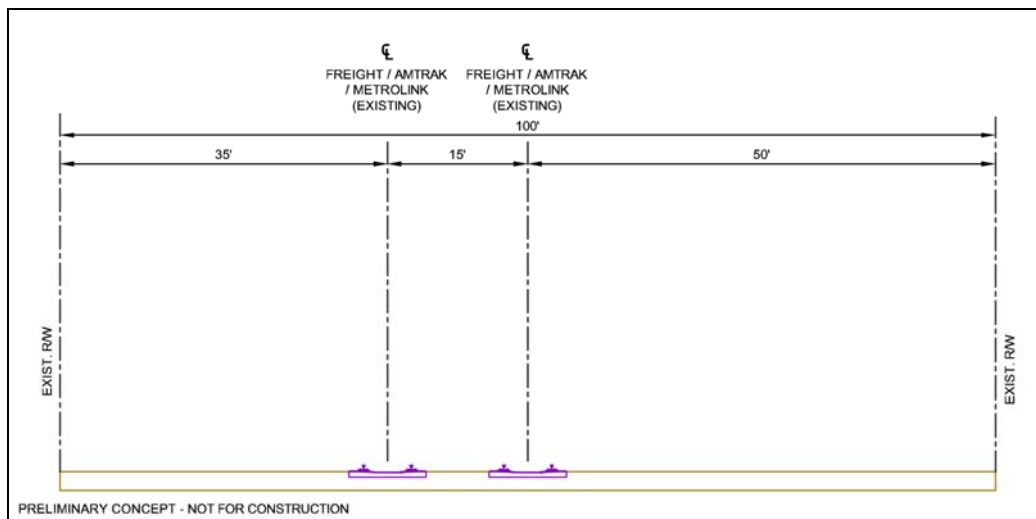 ℄ ℄
FREIGHT / AMTRAK FREIGHT / AMTRAK
/ METROLINK / METROLINK
(EXISTING) (EXISTING)
100'
35' 15' 50'
EXIST. R/W
EXIST. R/W
PRELIMINARY CONCEPT - NOT FOR CONSTRUCTION